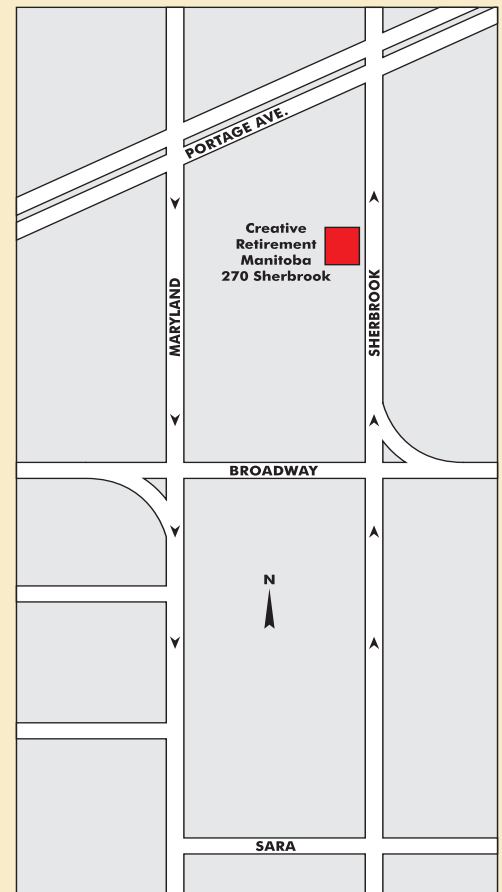 PORTAGE AVE.
Creative
Retirement
Manitoba
270 Sherbrook
MARYLAND
SHERBROOK
BROADWAY
N
SARA